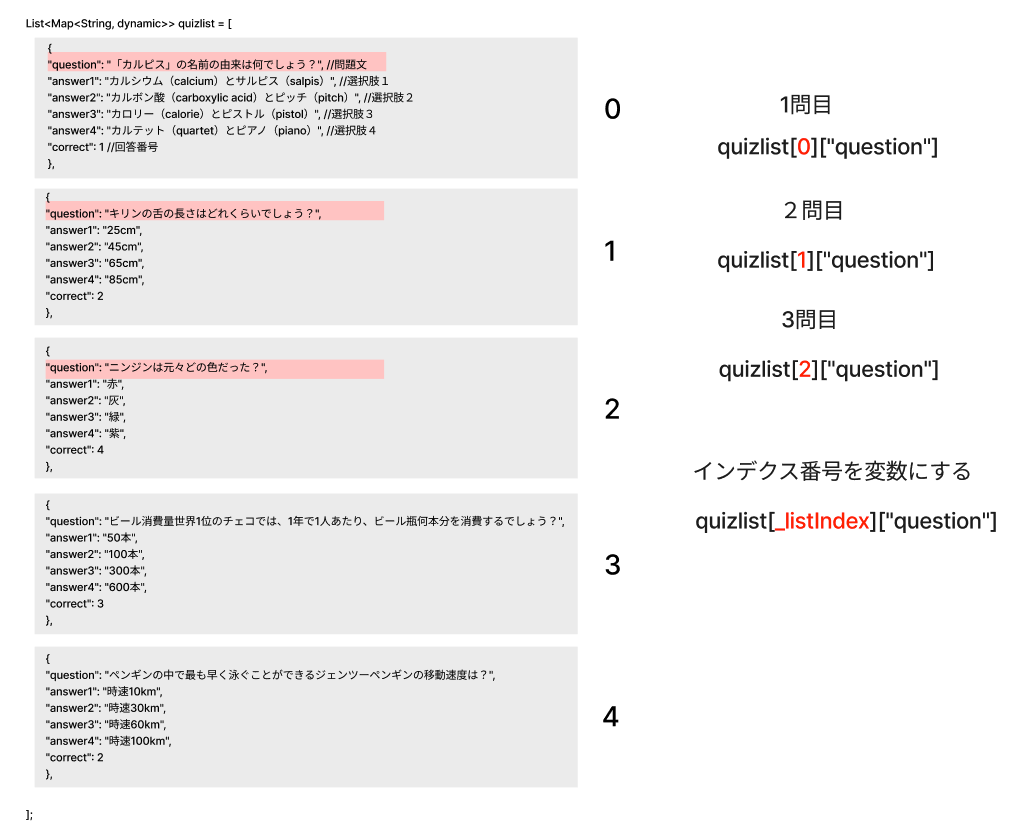 List<Map<String, dynamic>> quizlist = [
{
"question": "「カルピス」の名前の由来は何でしょう？", //問題文
"answer1": "カルシウム（calcium）とサルピス（salpis）", //選択肢１
"answer2": "カルボン酸（carboxylic acid）とピッチ（pitch）", //選択肢２
"answer3": "カロリー（calorie）とピストル（pistol）", //選択肢３
"answer4": "カルテット（quartet）とピアノ（piano）", //選択肢４
"correct": 1 //回答番号
},
0
{
"question": "キリンの舌の長さはどれくらいでしょう？",
"answer1": "25cm",
"answer2": "45cm",
"answer3": "65cm",
"answer4": "85cm",
"correct": 2
},
1
{
"question": "ニンジンは元々どの色だった？",
"answer1": "赤",
"answer2": "灰",
"answer3": "緑",
"answer4": "紫",
"correct": 4
},
2
{
"question": "ビール消費量世界1位のチェコでは、1年で1人あたり、ビール瓶何本分を消費するでしょう？",
"answer1": "50本",
"answer2": "100本",
"answer3": "300本",
"answer4": "600本",
"correct": 3
},
3
{
"question": "ペンギンの中で最も早く泳ぐことができるジェンツーペンギンの移動速度は？",
"answer1": "時速10km",
"answer2": "時速30km",
"answer3": "時速60km",
"answer4": "時速100km",
"correct": 2
},
4
];
1問目
quizlist[0]["question"]
２問目
quizlist[1]["question"]
3問目
quizlist[2]["question"]
インデクス番号を変数にする
quizlist[_listIndex]["question"]